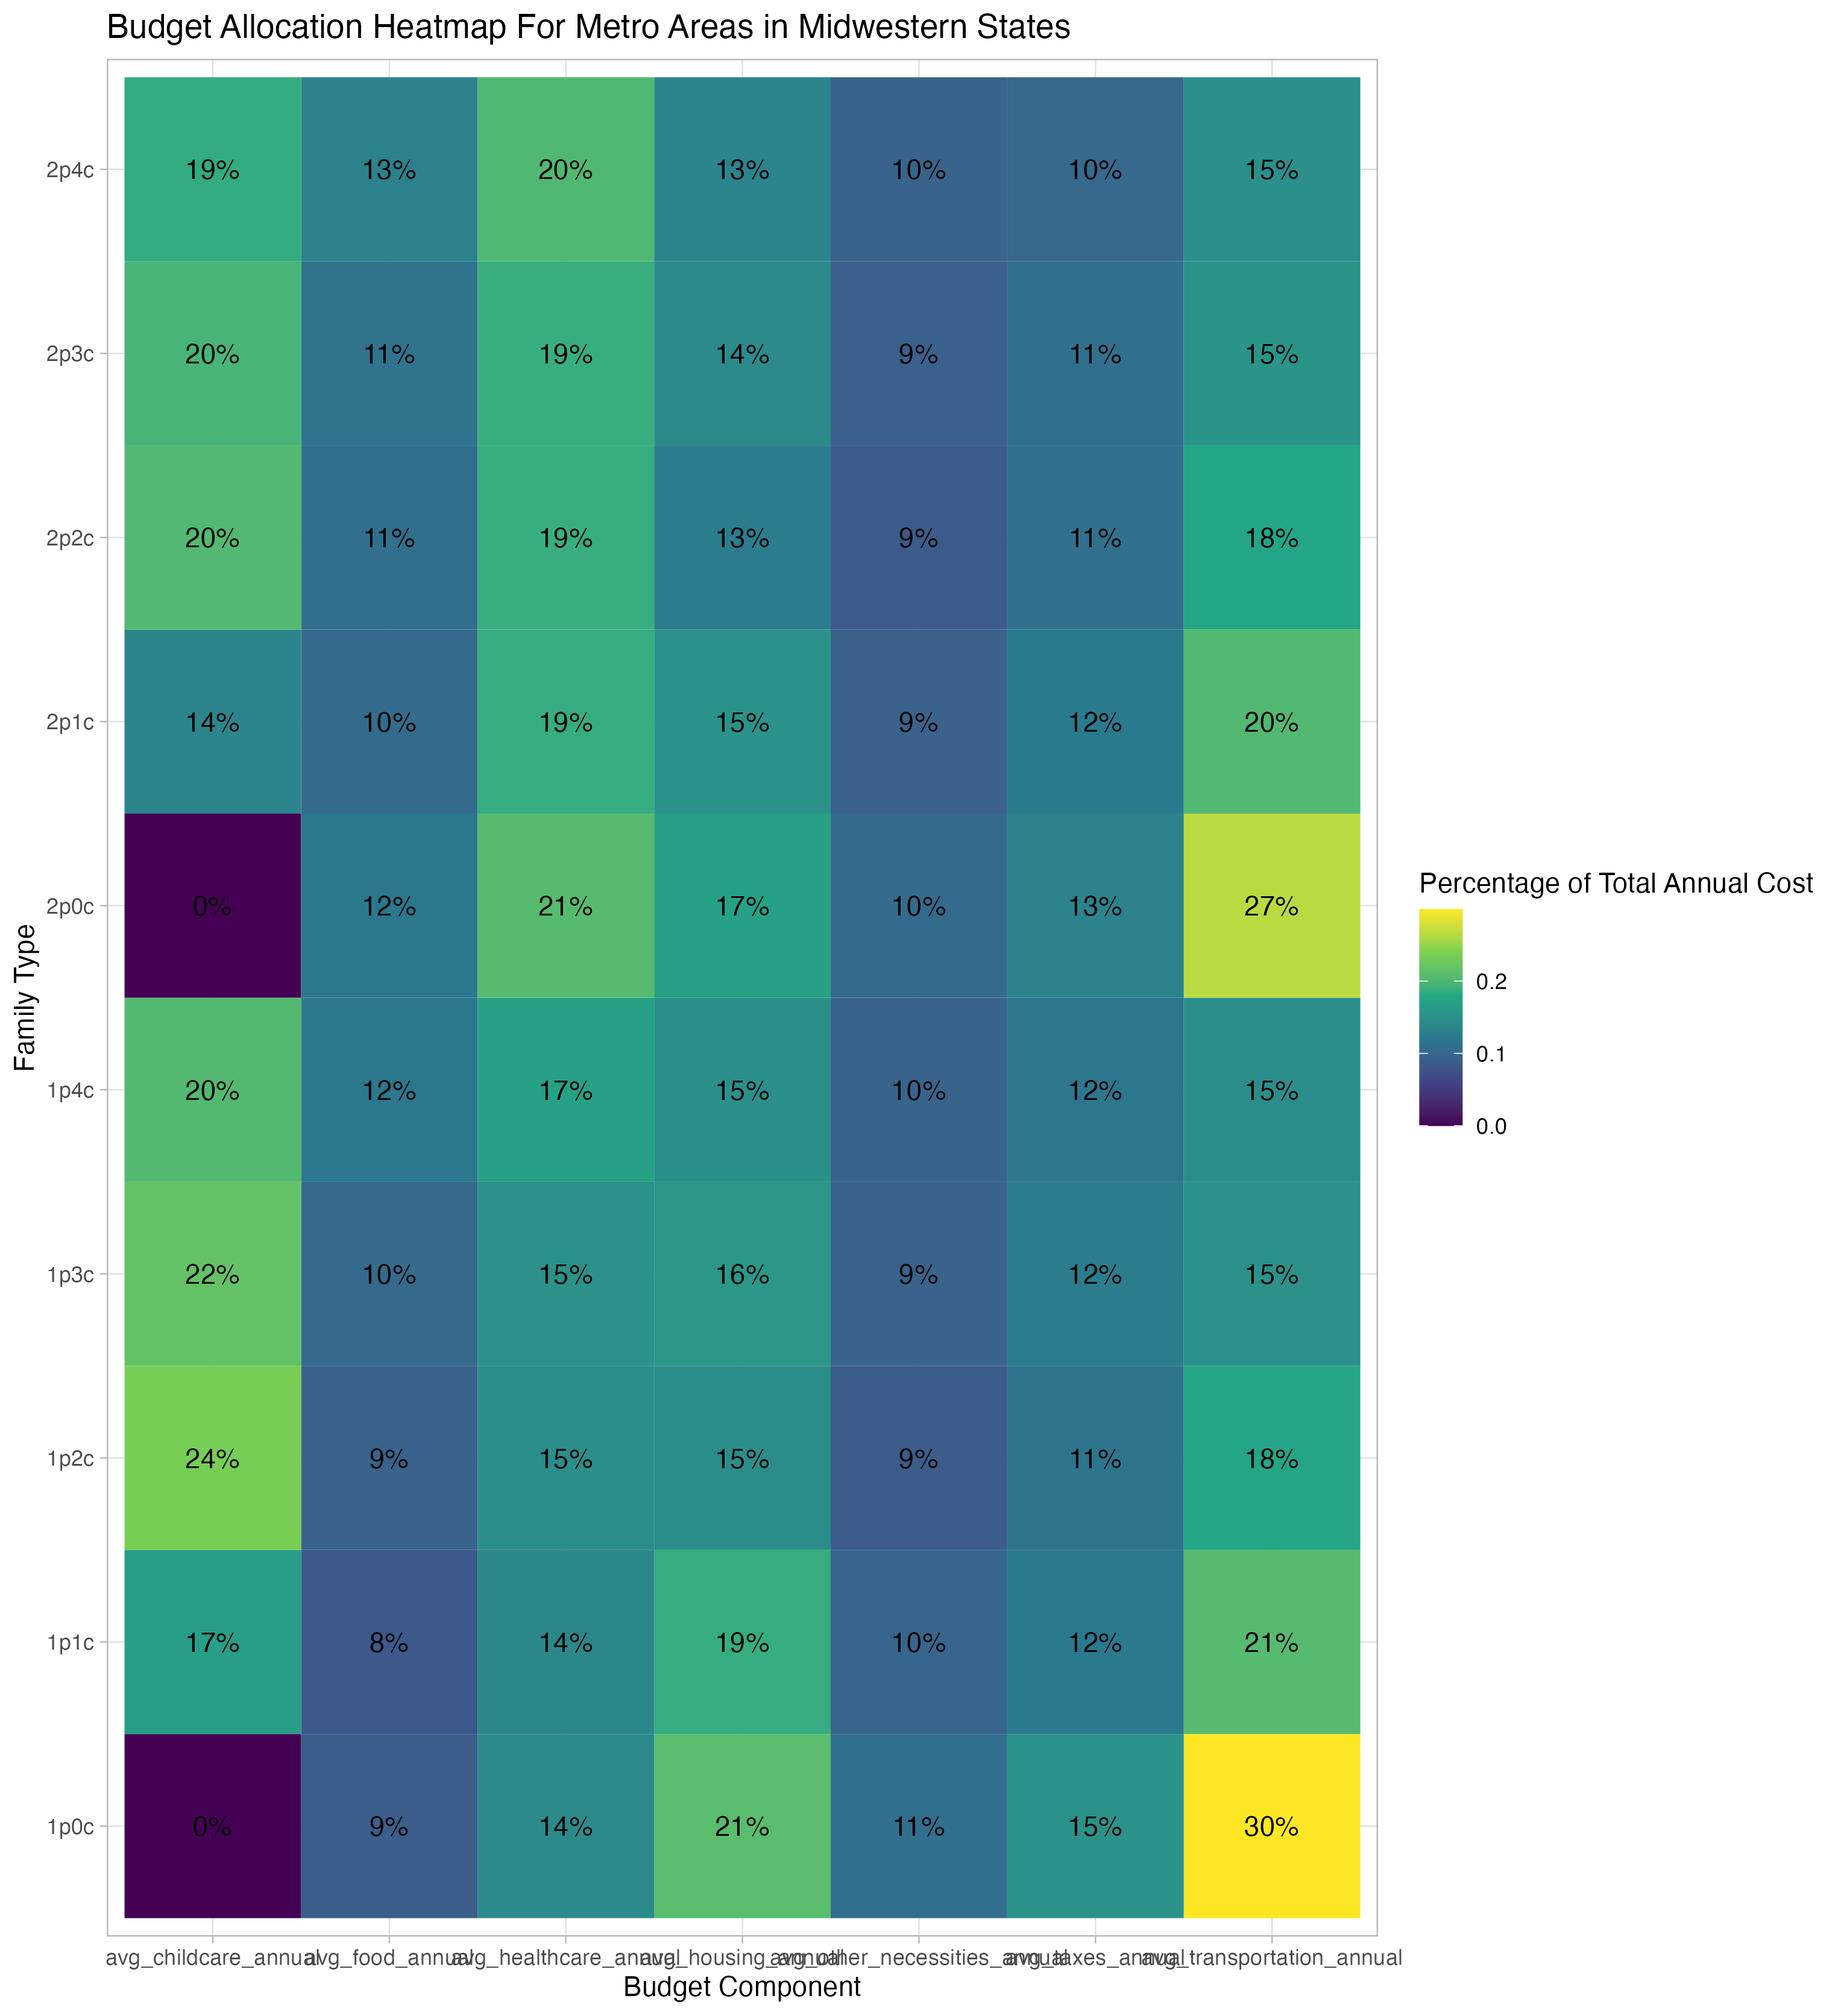 Budget Allocation Heatmap For Metro Areas in Midwestern States
Family Type
2p4c 19% 13% 20% 13% 10% 10% 15%
2p3c 20% 11% 19% 14% 9% 11% 15%
2p2c 20% 11% 19% 13% 9% 11% 18%
2p1c 14% 10% 19% 15% 9% 12% 20%
2p0c 0% 12% 21% 17% 10% 13% 27%
1p4c 20% 12% 17% 15% 10% 12% 15%
1p3c 22% 10% 15% 16% 9% 12% 15%
1p2c 24% 9% 15% 15% 9% 11% 18%
1p1c 17% 8% 14% 19% 10% 12% 21%
1p0c 0% 9% 14% 21% 11% 15% 30%
avg_childcare_annual avg_food_annual avg_healthcare_annual avg_housing_annual avg_other_necessities_annual avg_taxes_annual avg_transportation_annual
Budget Component
Percentage of Total Annual Cost
0.2
0.1
0.0